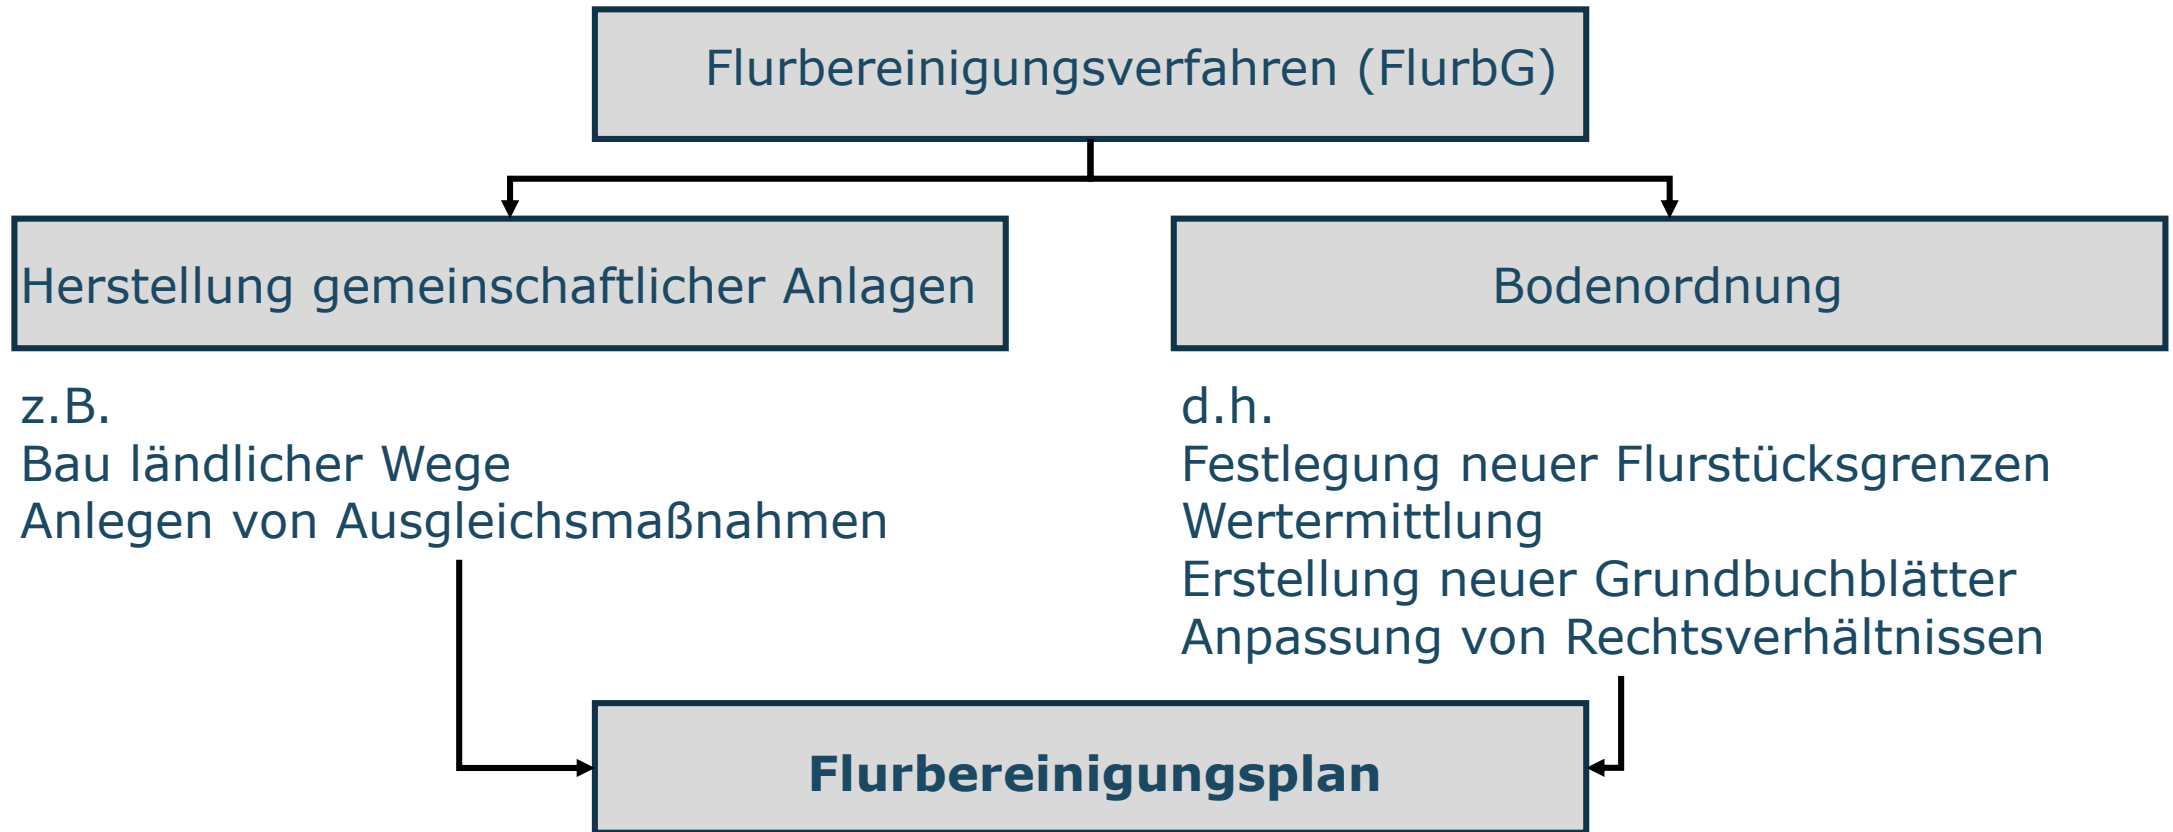 Flurbereinigungsverfahren (FlurbG)
Herstellung gemeinschaftlicher Anlagen
Bodenordnung
z.B.
Bau ländlicher Wege
Anlegen von Ausgleichsmaßnahmen
d.h.
Festlegung neuer Flurstücksgrenzen
Wertermittlung
Erstellung neuer Grundbuchblätter
Anpassung von Rechtsverhältnissen
Flurbereinigungsplan